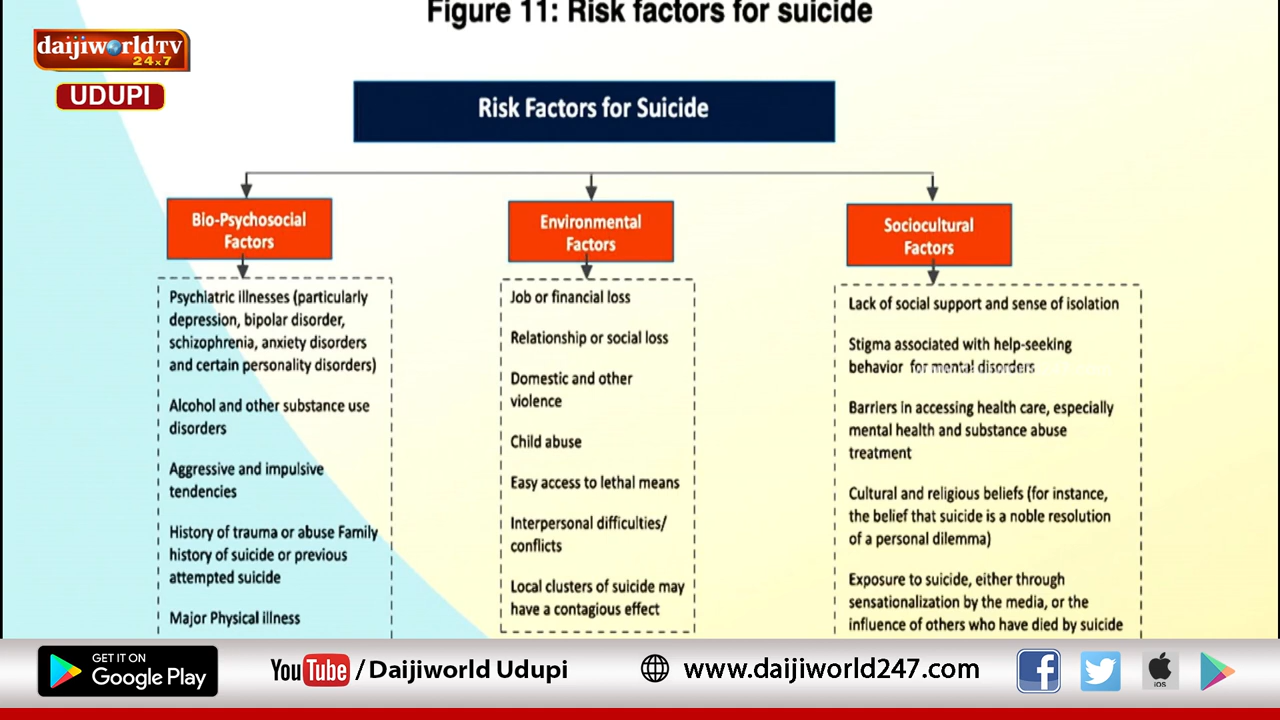 Figure 11: Risk factors for suicide
daijiworldTV
24x7
UDUPI
Risk Factors for Suicide
Bio-Psychosocial
Factors
Psychiatric illnesses (particularly
depression, bipolar disorder,
schizophrenia, anxiety disorders
and certain personality disorders)
Alcohol and other substance use
disorders
Aggressive and impulsive
tendencies
History of trauma or abuse Family
history of suicide or previous
attempted suicide
Major Physical illness
Environmental
Factors
Job or financial loss
Relationship or social loss
Domestic and other
violence
Child abuse
Easy access to lethal means
Interpersonal difficulties/
conflicts
Local clusters of suicide may
have a contagious effect
Sociocultural
Factors
Lack of social support and sense of isolation
Stigma associated with help-seeking
behavior for mental disorders
Barriers in accessing health care, especially
mental health and substance abuse
treatment
Cultural and religious beliefs (for instance,
the belief that suicide is a noble resolution
of a personal dilemma)
Exposure to suicide, either through
sensationalization by the media, or the
influence of others who have died by suicide
GET IT ON
Google Play
YouTube / Daijiworld Udupi
www.daijiworld247.com
iOS